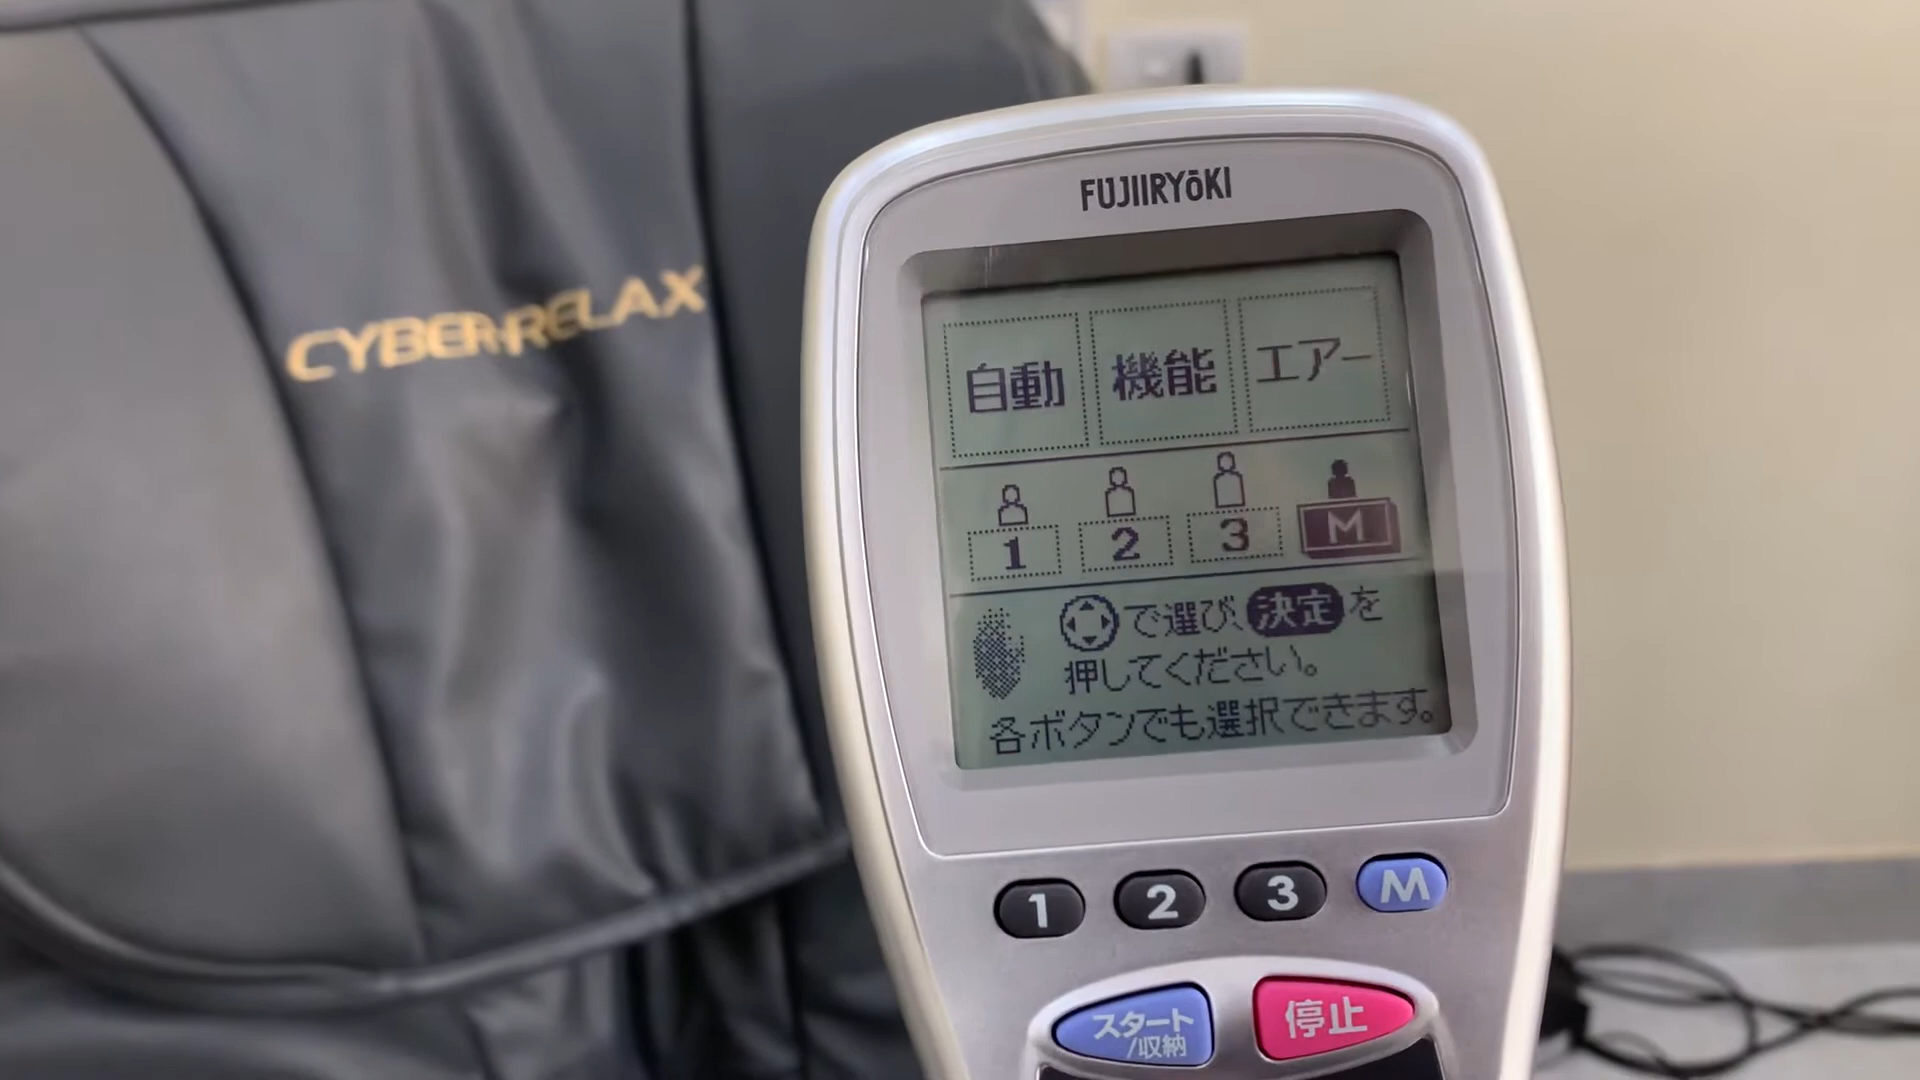 CYBER-RELAX
FUJIIRYōKI
自動 機能 エアー
1 2 3 M
で選び、決定を
押してください。
各ボタンでも選択できます。
1 2 3 M
スタート
/収納
停止